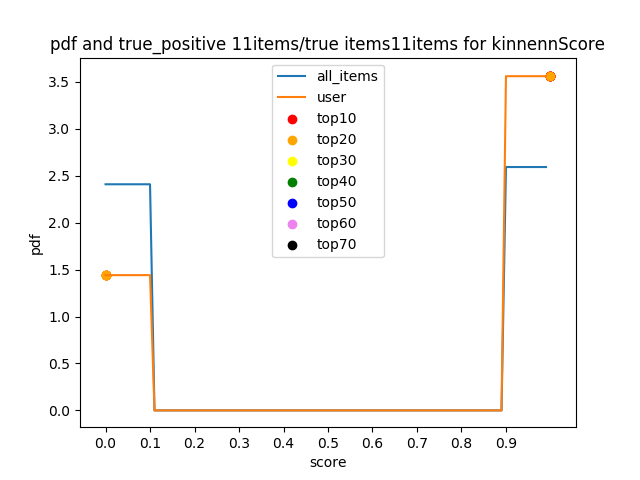 pdf and true_positive 11items/true items11items for kinnennScore
all_items
user
top10
top20
top30
top40
top50
top60
top70
3.5
3.0
2.5
2.0
1.5
1.0
0.5
0.0
pdf
0.0 0.1 0.2 0.3 0.4 0.5 0.6 0.7 0.8 0.9
score